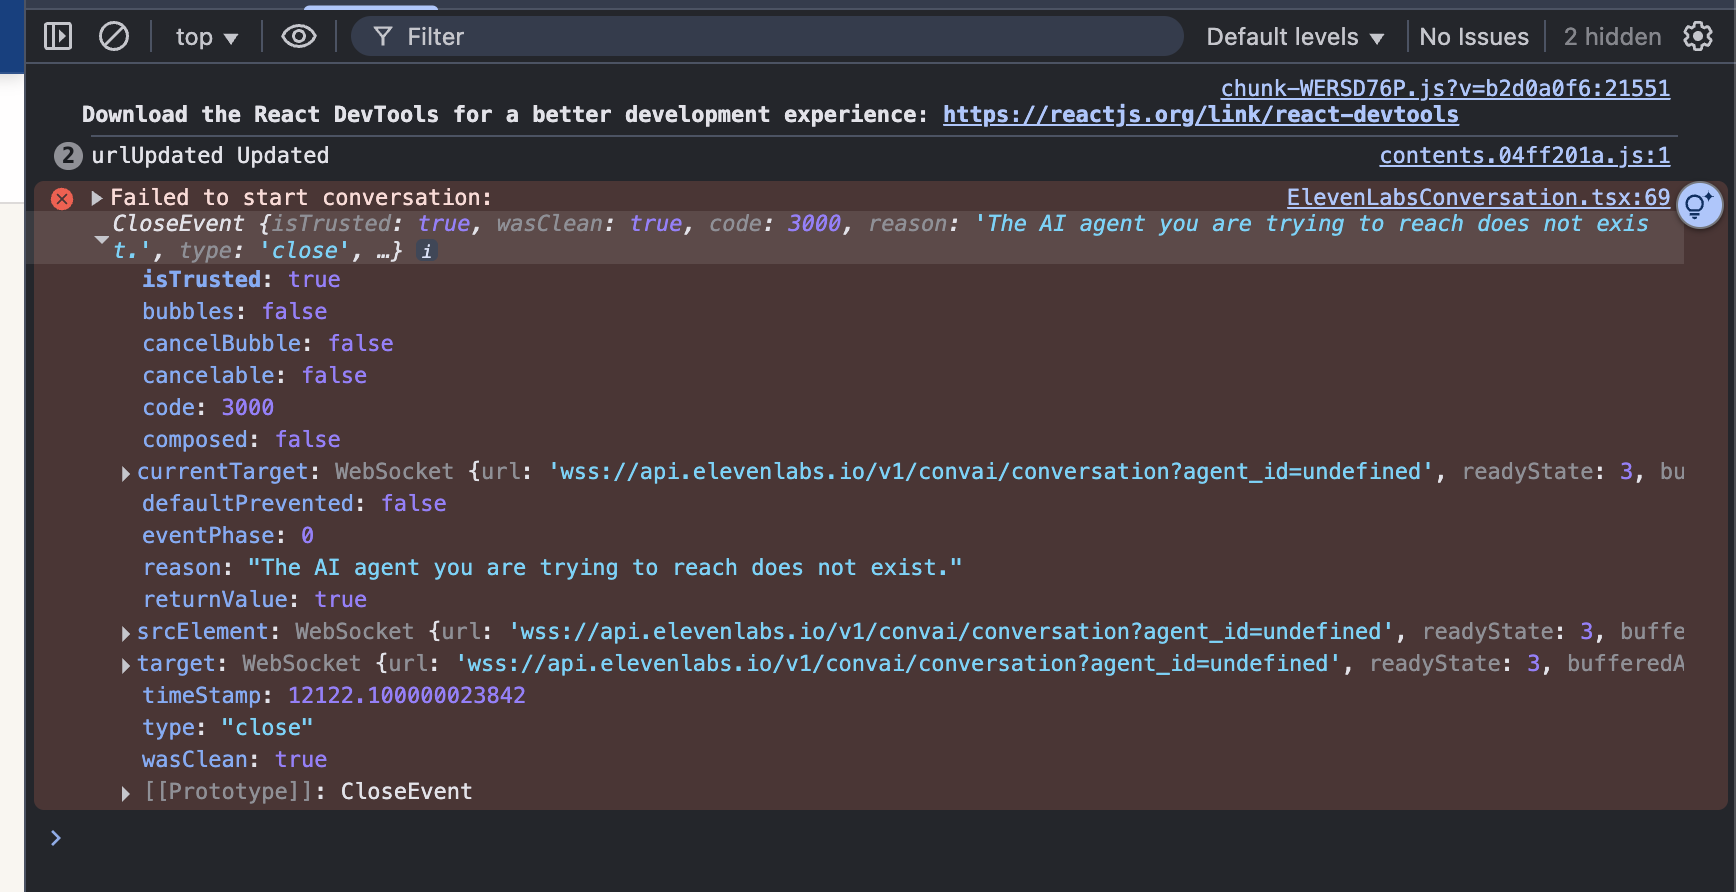 top ▼ Filter Default levels ▼ No Issues 2 hidden
chunk-WERSD76P.js?v=b2d0a0f6:21551
Download the React DevTools for a better development experience: https://reactjs.org/link/react-devtools
2 urlUpdated Updated contents.04ff201a.js:1
Failed to start conversation: ElevenLabsConversation.tsx:69
CloseEvent {isTrusted: true, wasClean: true, code: 3000, reason: 'The AI agent you are trying to reach does not exis
t.', type: 'close', …} i
isTrusted: true
bubbles: false
cancelBubble: false
cancelable: false
code: 3000
composed: false
currentTarget: WebSocket {url: 'wss://api.elevenlabs.io/v1/convai/conversation?agent_id=undefined', readyState: 3, bu
defaultPrevented: false
eventPhase: 0
reason: "The AI agent you are trying to reach does not exist."
returnValue: true
srcElement: WebSocket {url: 'wss://api.elevenlabs.io/v1/convai/conversation?agent_id=undefined', readyState: 3, buffe
target: WebSocket {url: 'wss://api.elevenlabs.io/v1/convai/conversation?agent_id=undefined', readyState: 3, bufferedA
timeStamp: 12122.100000023842
type: "close"
wasClean: true
[[Prototype]]: CloseEvent